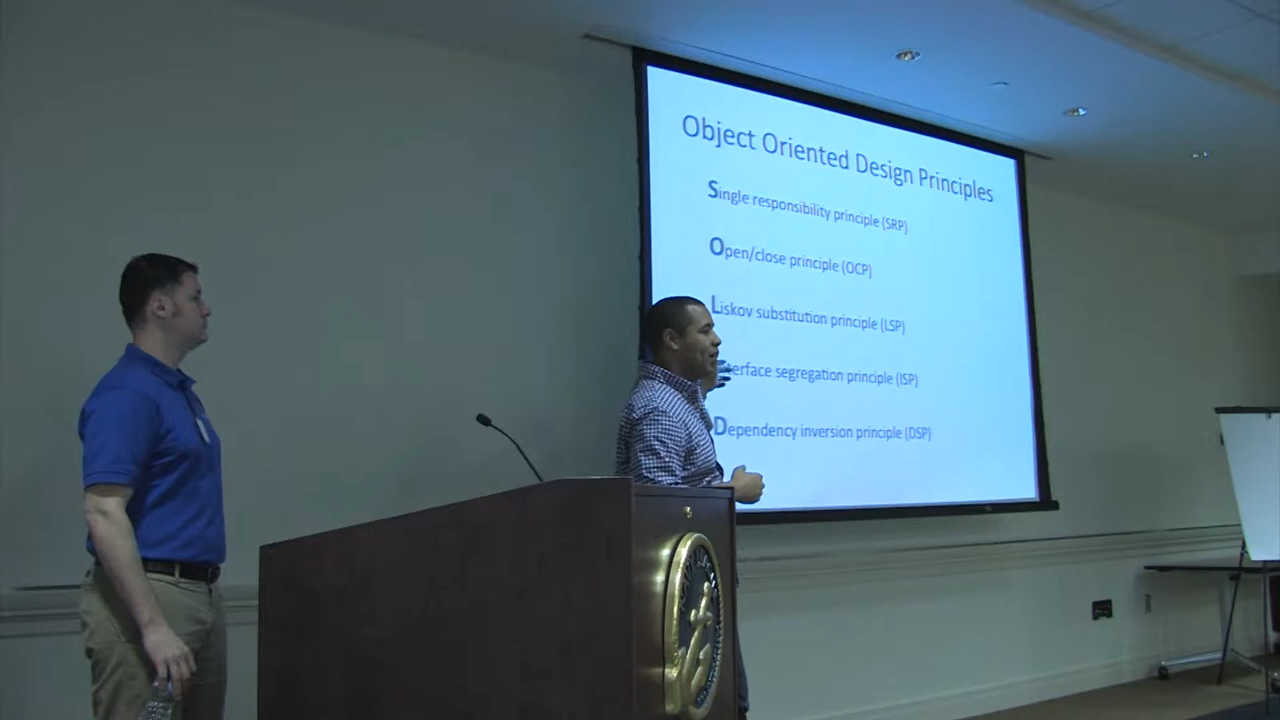 Object Oriented Design Principles
Single responsibility principle (SRP)
Open/close principle (OCP)
Liskov substitution principle (LSP)
terface segregation principle (ISP)
Dependency inversion principle (DSP)